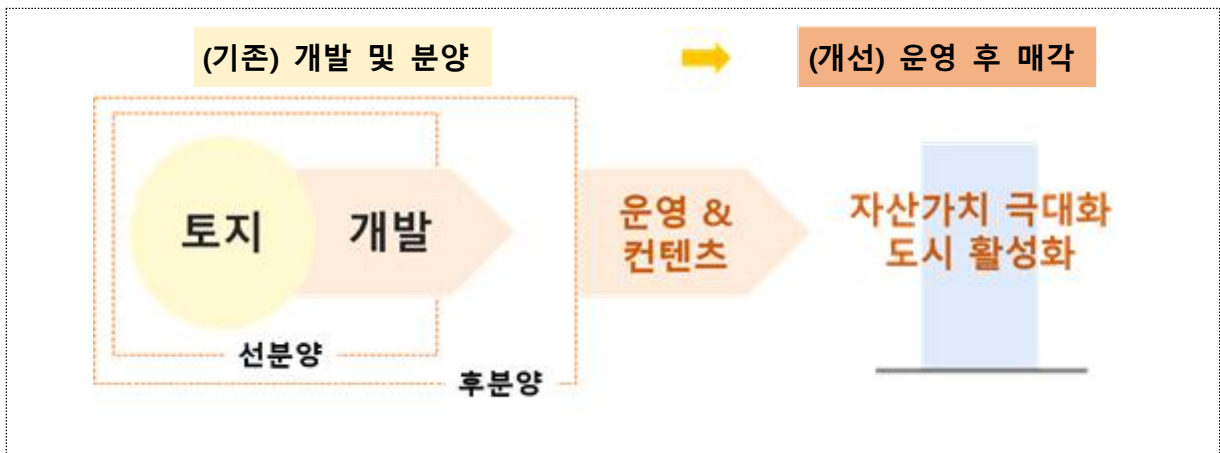 (기존) 개발 및 분양
(개선) 운영 후 매각
토지
개발
운영 &
컨텐츠
자산가치 극대화
도시 활성화
선분양
후분양